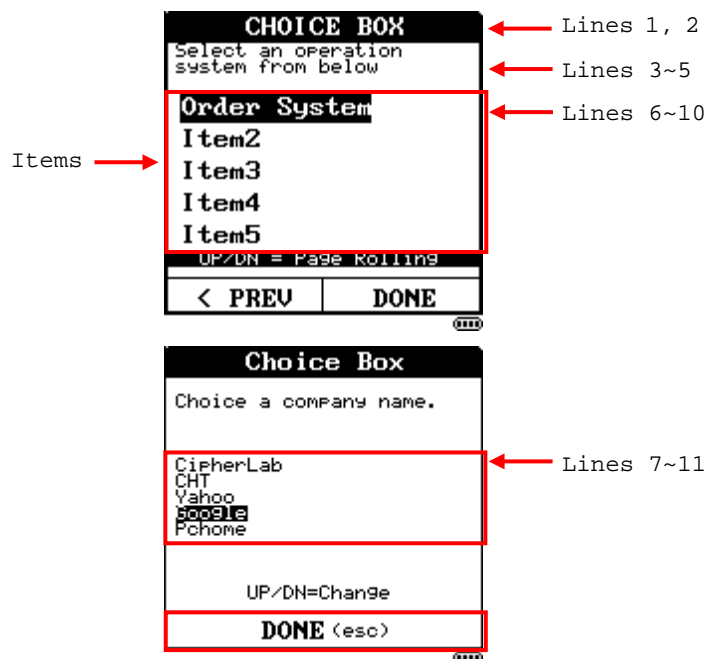 CHOICE BOX
Lines 1, 2
Select an operation
system from below
Lines 3~5
Order System
Lines 6~10
Item2
Items
Item3
Item4
Item5
UP/DN = Page Rolling
< PREV
DONE
Choice Box
Choice a company name.
CipherLab
Lines 7~11
CHT
Yahoo
Google
Pchome
UP/DN=Change
DONE (esc)